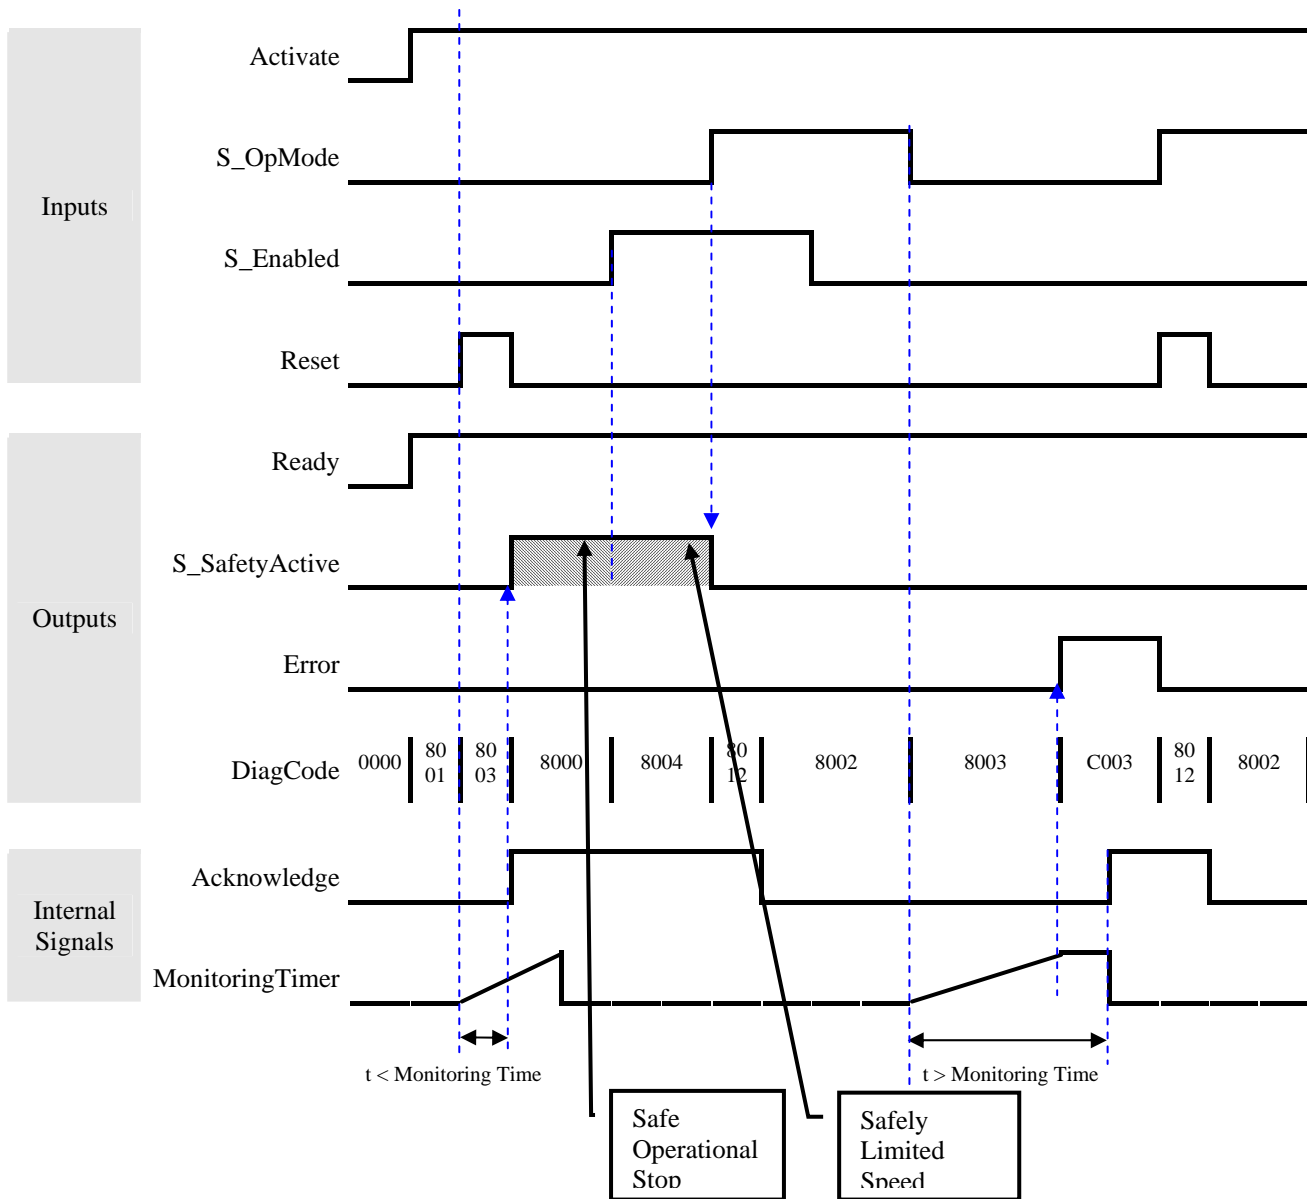 Inputs
Activate
S_OpMode
S_Enabled
Reset
Outputs
Ready
S_SafetyActive
Error
DiagCode
0000
80
01
80
03
8000
8004
80
12
8002
8003
C003
80
12
8002
Internal
Signals
Acknowledge
MonitoringTimer
t < Monitoring Time
t > Monitoring Time
Safe
Operational
Stop
Safely
Limited
Speed